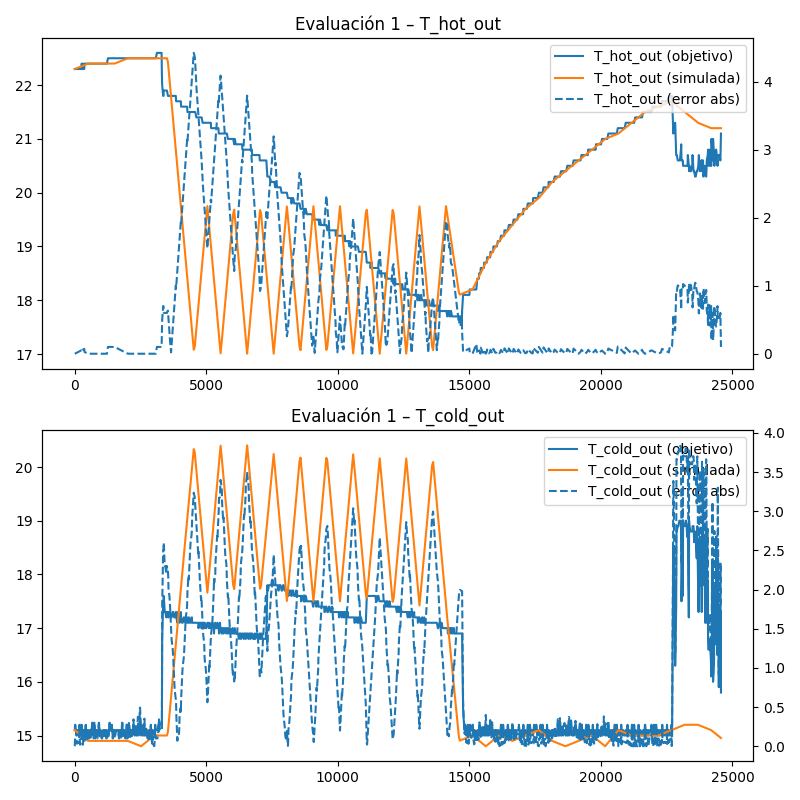 Evaluación 1 – T_hot_out
T_hot_out (objetivo)
T_hot_out (simulada)
T_hot_out (error abs)
22
21
20
19
18
17
4
3
2
1
0
0 5000 10000 15000 20000 25000
Evaluación 1 – T_cold_out
T_cold_out (objetivo)
T_cold_out (simulada)
T_cold_out (error abs)
20
19
18
17
16
15
4.0
3.5
3.0
2.5
2.0
1.5
1.0
0.5
0.0
0 5000 10000 15000 20000 25000